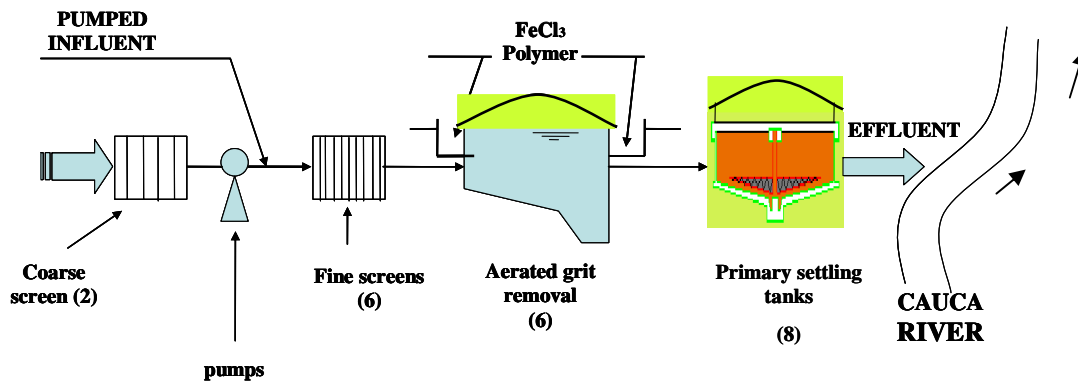 PUMPED
INFLUENT
FeCl₃
Polymer
EFFLUENT
Coarse
screen (2)
Fine screens
(6)
Aerated grit
removal
(6)
Primary settling
tanks
(8)
CAUCA
RIVER
pumps